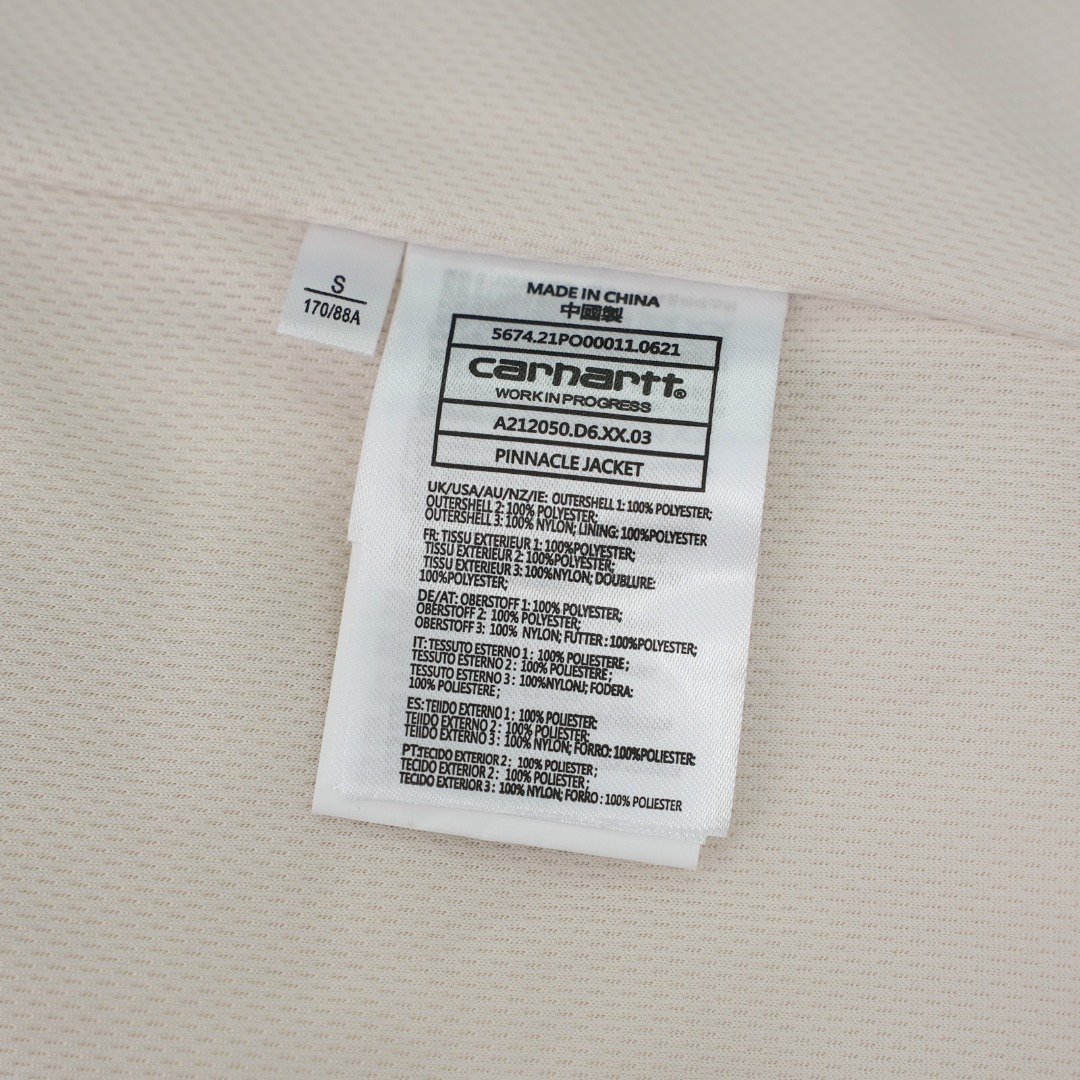 S
170/88A
MADE IN CHINA
中國製
5674.21PO00011.0621
carhartt®
WORK IN PROGRESS
A212050.D6.XX.03
PINNACLE JACKET
UK/USA/AU/NZ/IE: OUTERSHELL 1: 100% POLYESTER;
OUTERSHELL 2: 100% POLYESTER;
OUTERSHELL 3: 100% NYLON; LINING: 100%POLYESTER
FR: TISSU EXTERIEUR 1: 100%POLYESTER;
TISSU EXTERIEUR 2: 100%POLYESTER;
TISSU EXTERIEUR 3: 100%NYLON; DOUBLLURE:
100%POLYESTER;
DE/AT: OBERSTOFF 1: 100% POLYESTER;
OBERSTOFF 2: 100% POLYESTER;
OBERSTOFF 3: 100% NYLON; FUTTER : 100%POLYESTER;
IT: TESSUTO ESTERNO 1 : 100% POLIESTERE ;
TESSUTO ESTERNO 2 : 100% POLIESTERE ;
TESSUTO ESTERNO 3 : 100%NYLONJ; FODERA:
100% POLIESTERE ;
ES: TEIIDO EXTERNO 1 : 100% POLIESTER:
TEIIDO EXTERNO 2 : 100% POLIESTER:
TEIIDO EXTERNO 3 : 100% NYLON; FORRO: 100%POLIESTER:
PT:TECIDO EXTERIOR 2 : 100% POLIESTER ;
TECIDO EXTERIOR 2 : 100% POLIESTER ;
TECIDO EXTERIOR 3 : 100% NYLON; FORRO : 100% POLIESTER